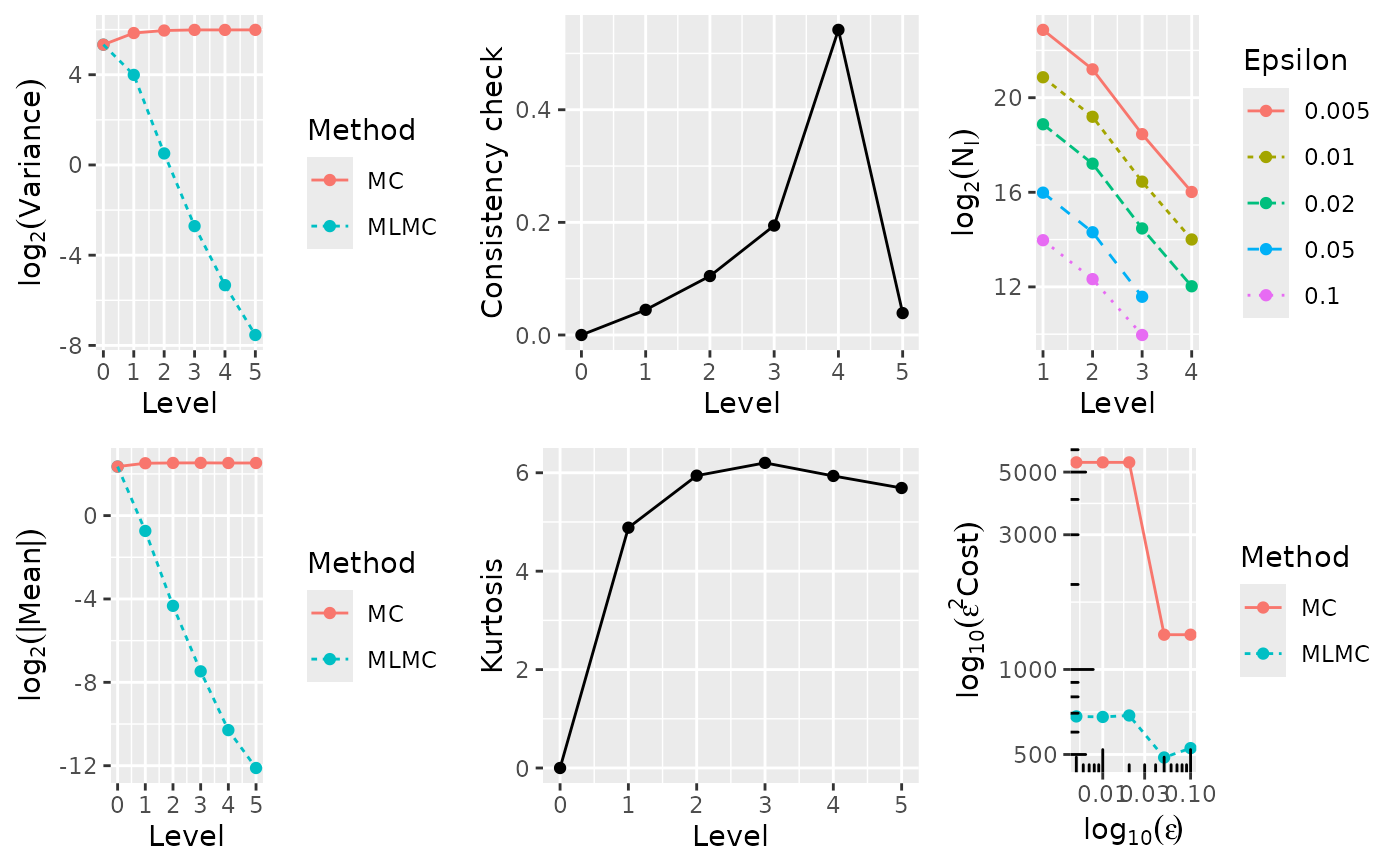 log2(Variance)
4
0
-4
-8
0 1 2 3 4 5
Level
Method
MC
MLMC
Consistency check
0.4
0.2
0.0
0 1 2 3 4 5
Level
log2(Nl)
20
16
12
1 2 3 4
Level
Epsilon
0.005
0.01
0.02
0.05
0.1
log2(|Mean|)
0
-4
-8
-12
0 1 2 3 4 5
Level
Method
MC
MLMC
Kurtosis
6
4
2
0
0 1 2 3 4 5
Level
log10(ε2Cost)
5000
3000
1000
500
0.01 0.03 0.10
log10(ε)
Method
MC
MLMC